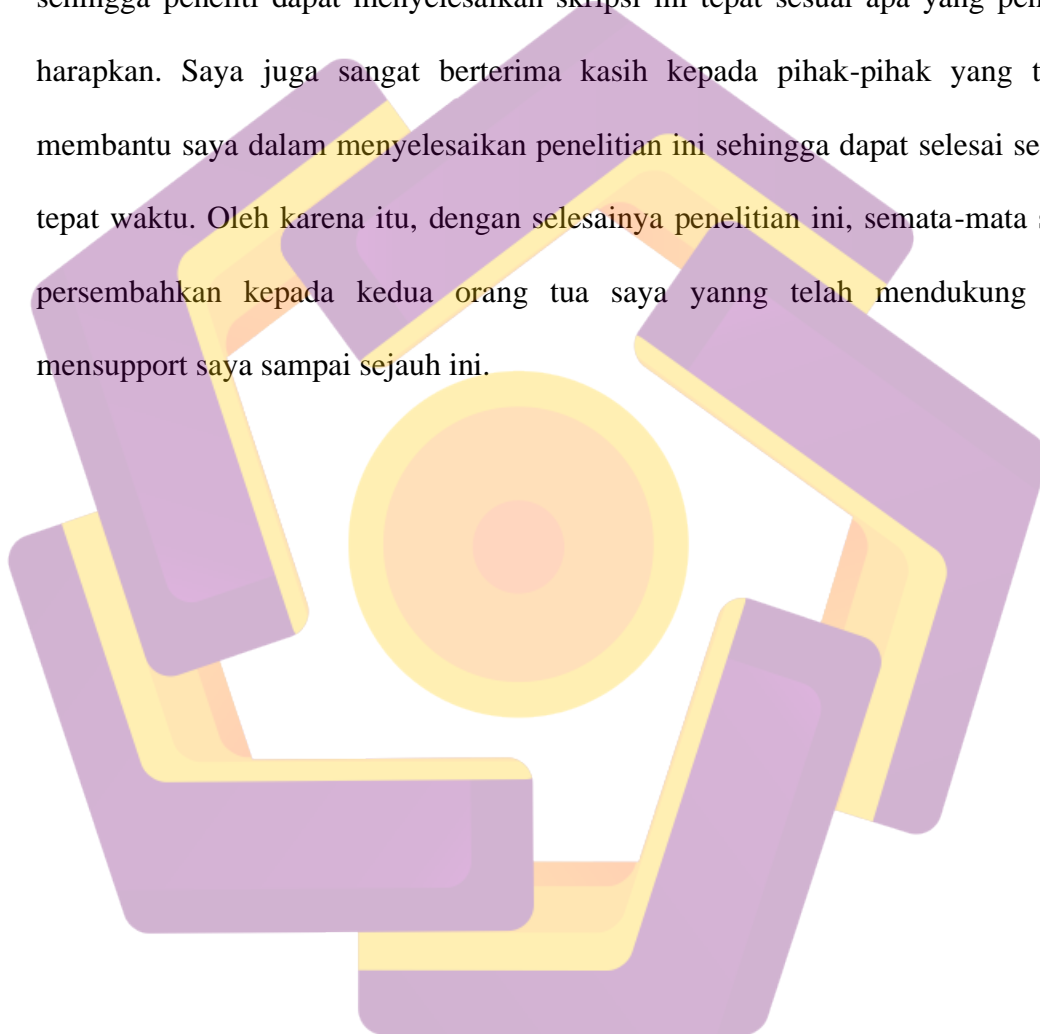 sehingga peneliti dapat menyelesaikan skripsi ini tepat sesuai apa yang
harapkan. Saya juga sangat berterima kasih kepada pihak-pihak yang
membantu saya dalam menyelesaikan penelitian ini sehingga dapat selesai
tepat waktu. Oleh karena itu, dengan selesainya penelitian ini, semata-mata
persembahkan kepada kedua orang tua saya yanng telah mendukung
mensupport saya sampai sejauh ini.